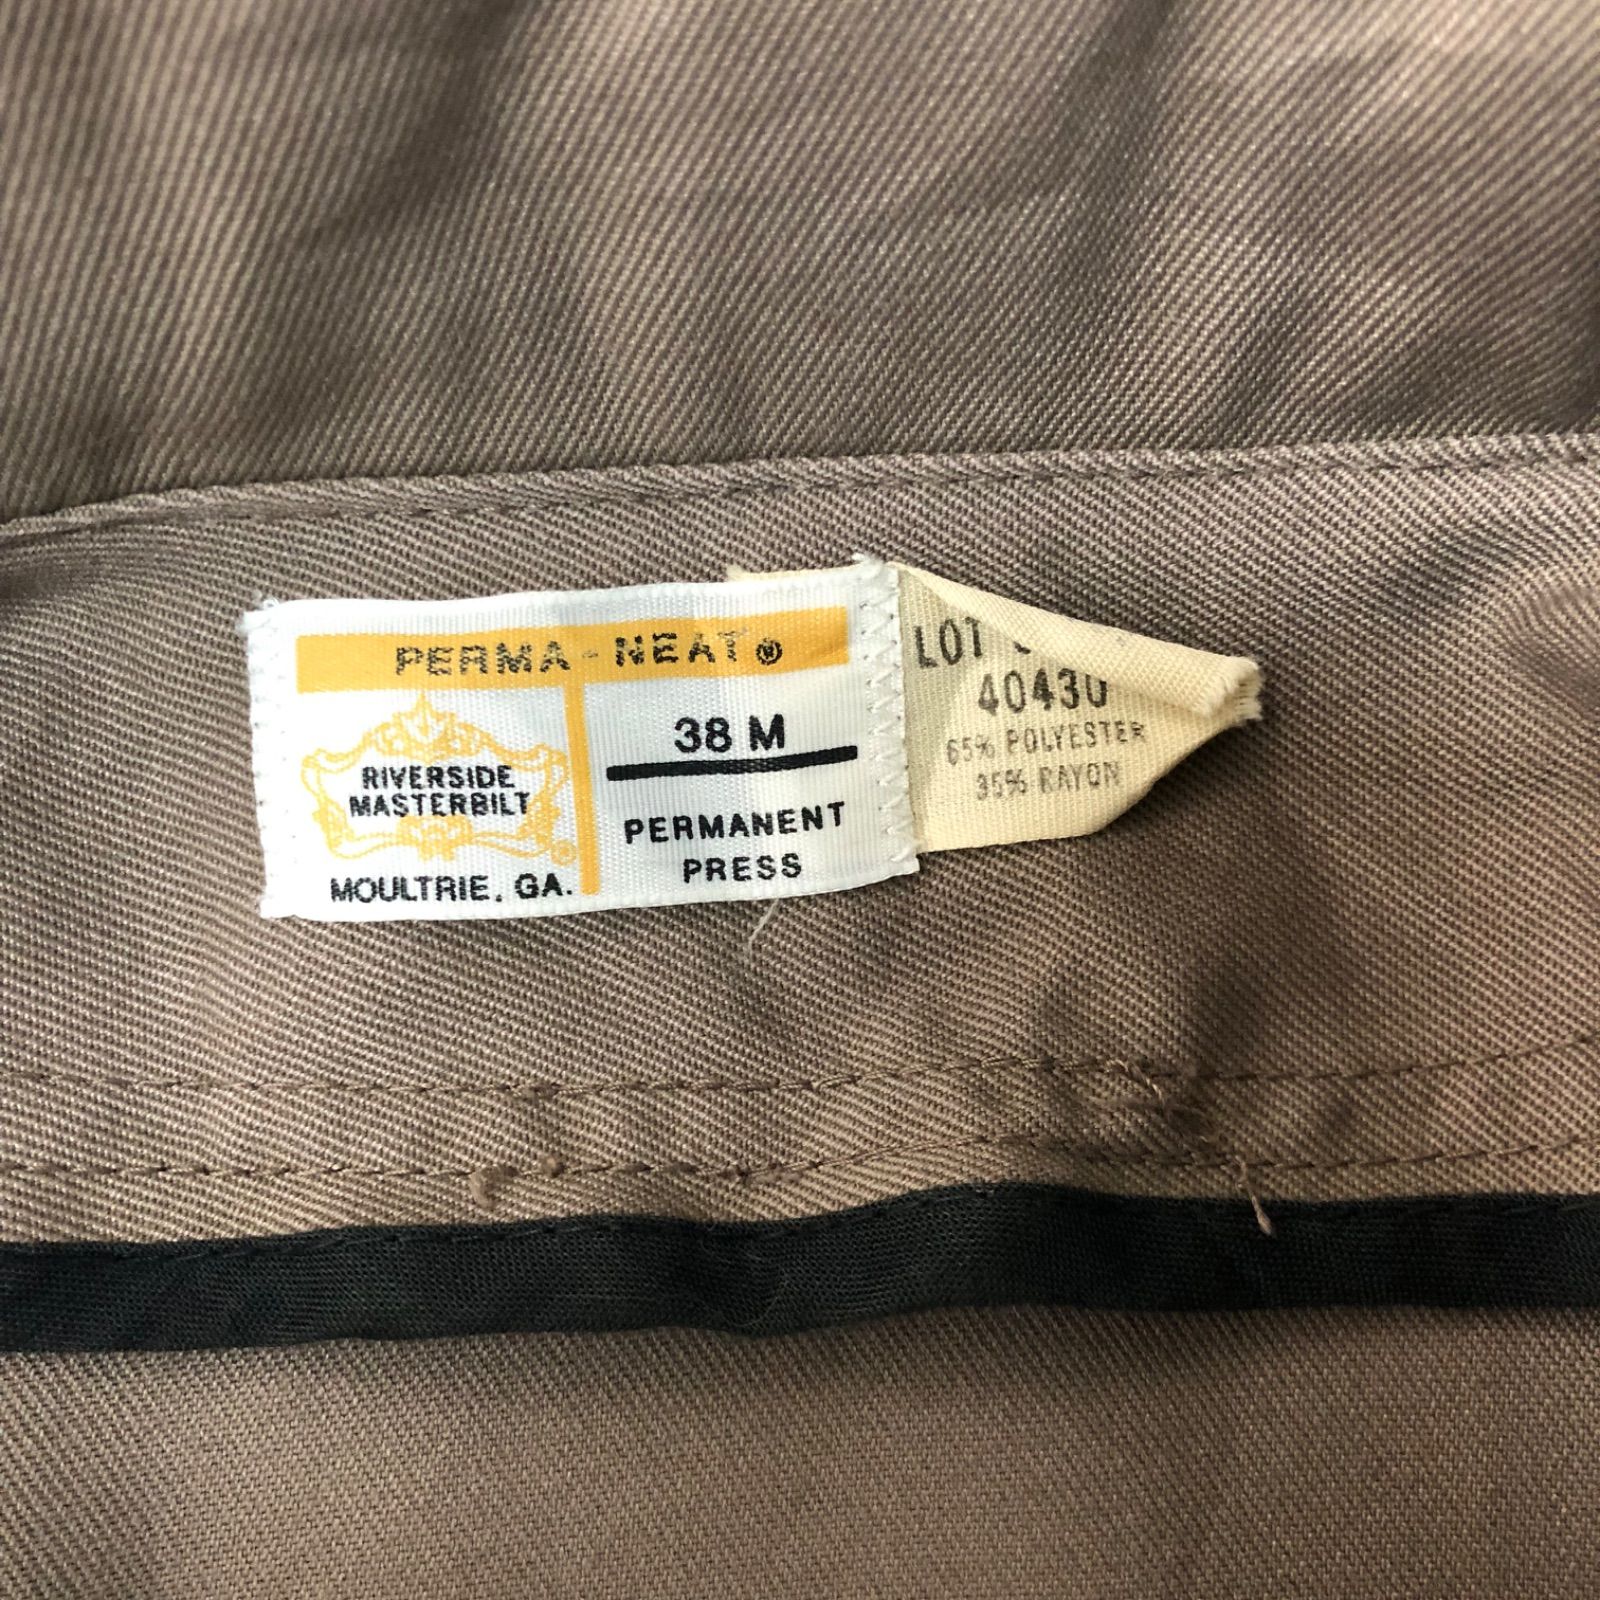 PERMA-NEAT®
RIVERSIDE
MASTERBILT
®
MOULTRIE, GA.
38 M
PERMANENT
PRESS
LOT
40430
65% POLYESTER
35% RAYON